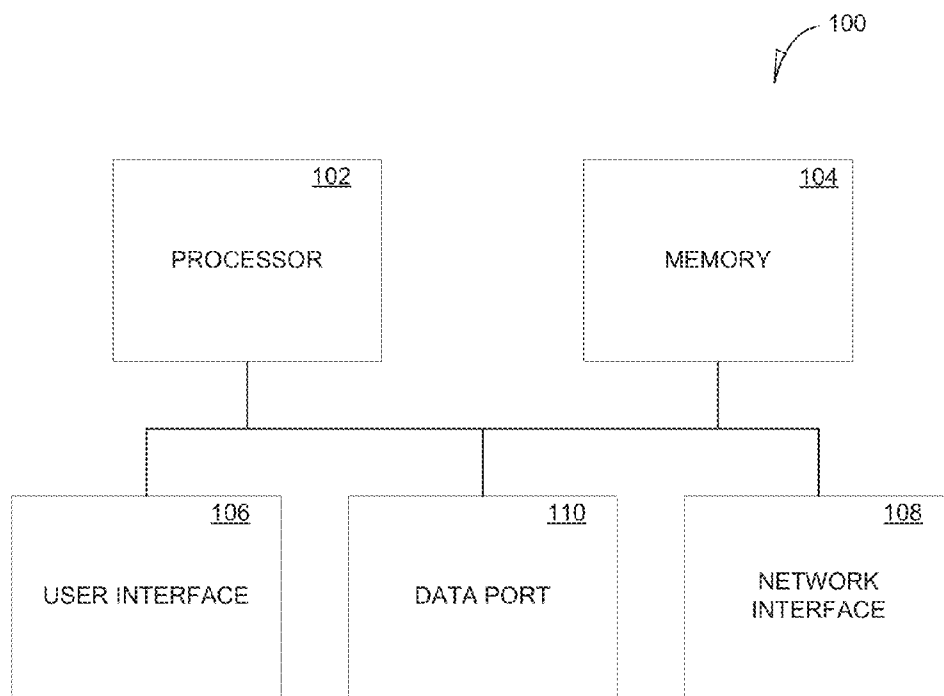 100
102
PROCESSOR
104
MEMORY
106
USER INTERFACE
110
DATA PORT
108
NETWORK
INTERFACE